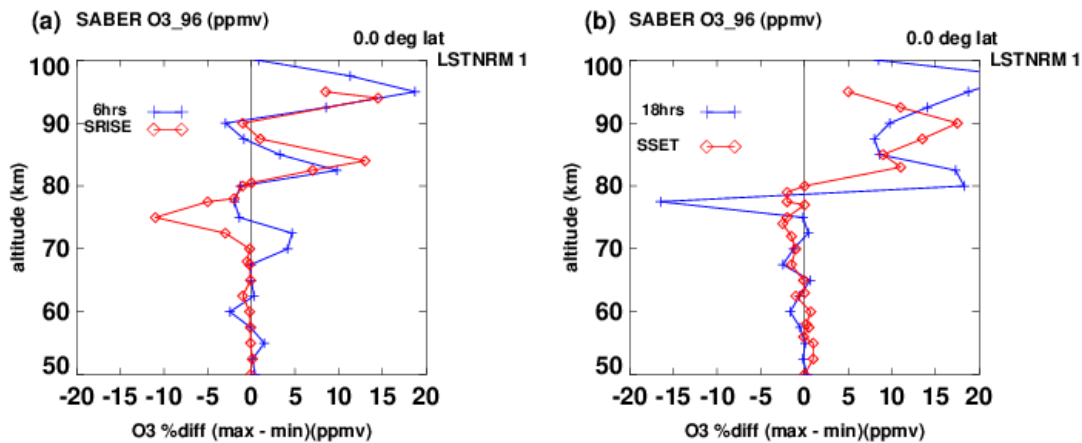 (a) SABER O3_96 (ppmv)
0.0 deg lat
LSTNRM 1
100
90
80
70
60
50
altitude (km)
6hrs
SRISE
-20 -15 -10 -5 0 5 10 15 20
O3 %diff (max - min)(ppmv)
(b) SABER O3_96 (ppmv)
0.0 deg lat
LSTNRM 1
100
90
80
70
60
50
altitude (km)
18hrs
SSET
-20 -15 -10 -5 0 5 10 15 20
O3 %diff (max - min)(ppmv)